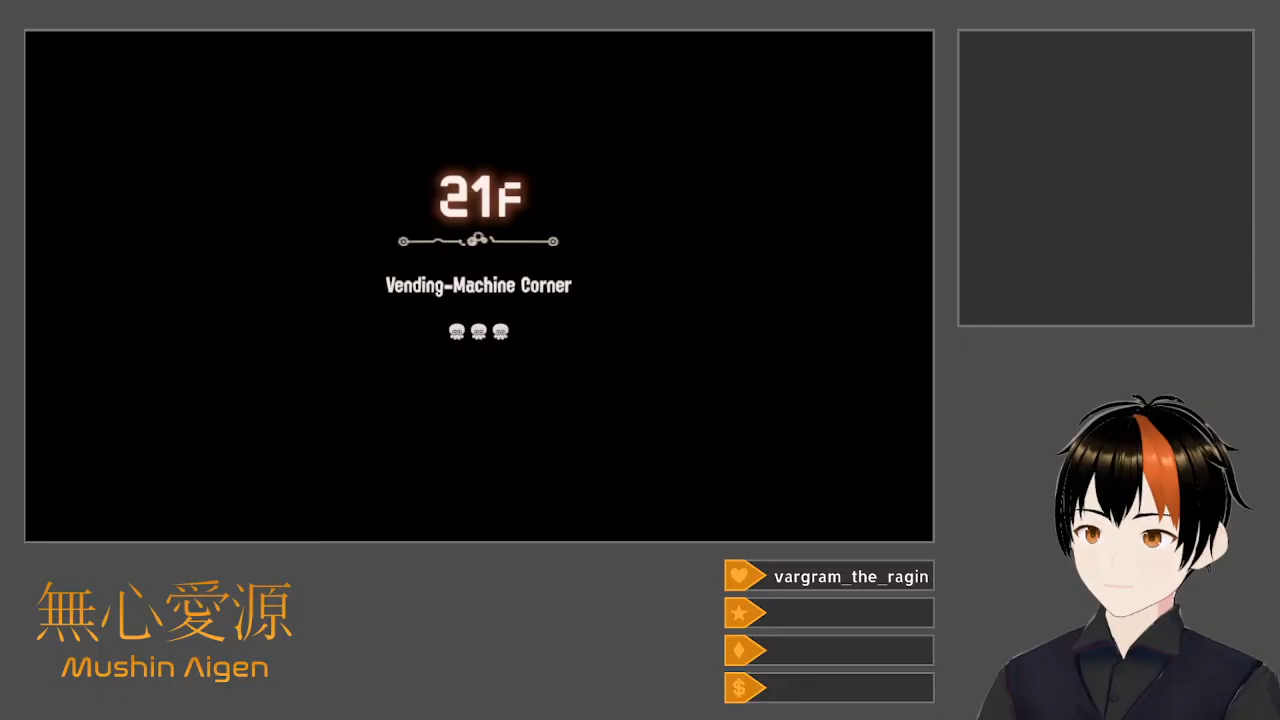 21F
Vending-Machine Corner
vargram_the_ragin
無心愛源
Mushin Aigen
$